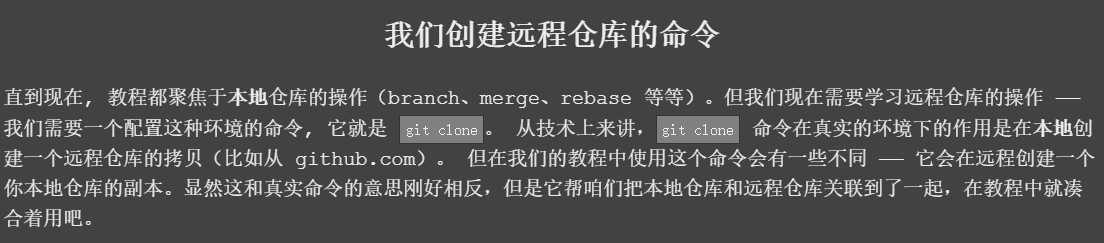 我们创建远程仓库的命令
直到现在, 教程都聚焦于本地仓库的操作（branch、merge、rebase 等等）。但我们现在需要学习远程仓库的操作 ——
我们需要一个配置这种环境的命令, 它就是 git clone。 从技术上来讲，git clone 命令在真实的环境下的作用是在本地创
建一个远程仓库的拷贝（比如从 github.com）。 但在我们的教程中使用这个命令会有一些不同 —— 它会在远程创建一个
你本地仓库的副本。显然这和真实命令的意思刚好相反，但是它帮咱们把本地仓库和远程仓库关联到了一起，在教程中就凑
合着用吧。